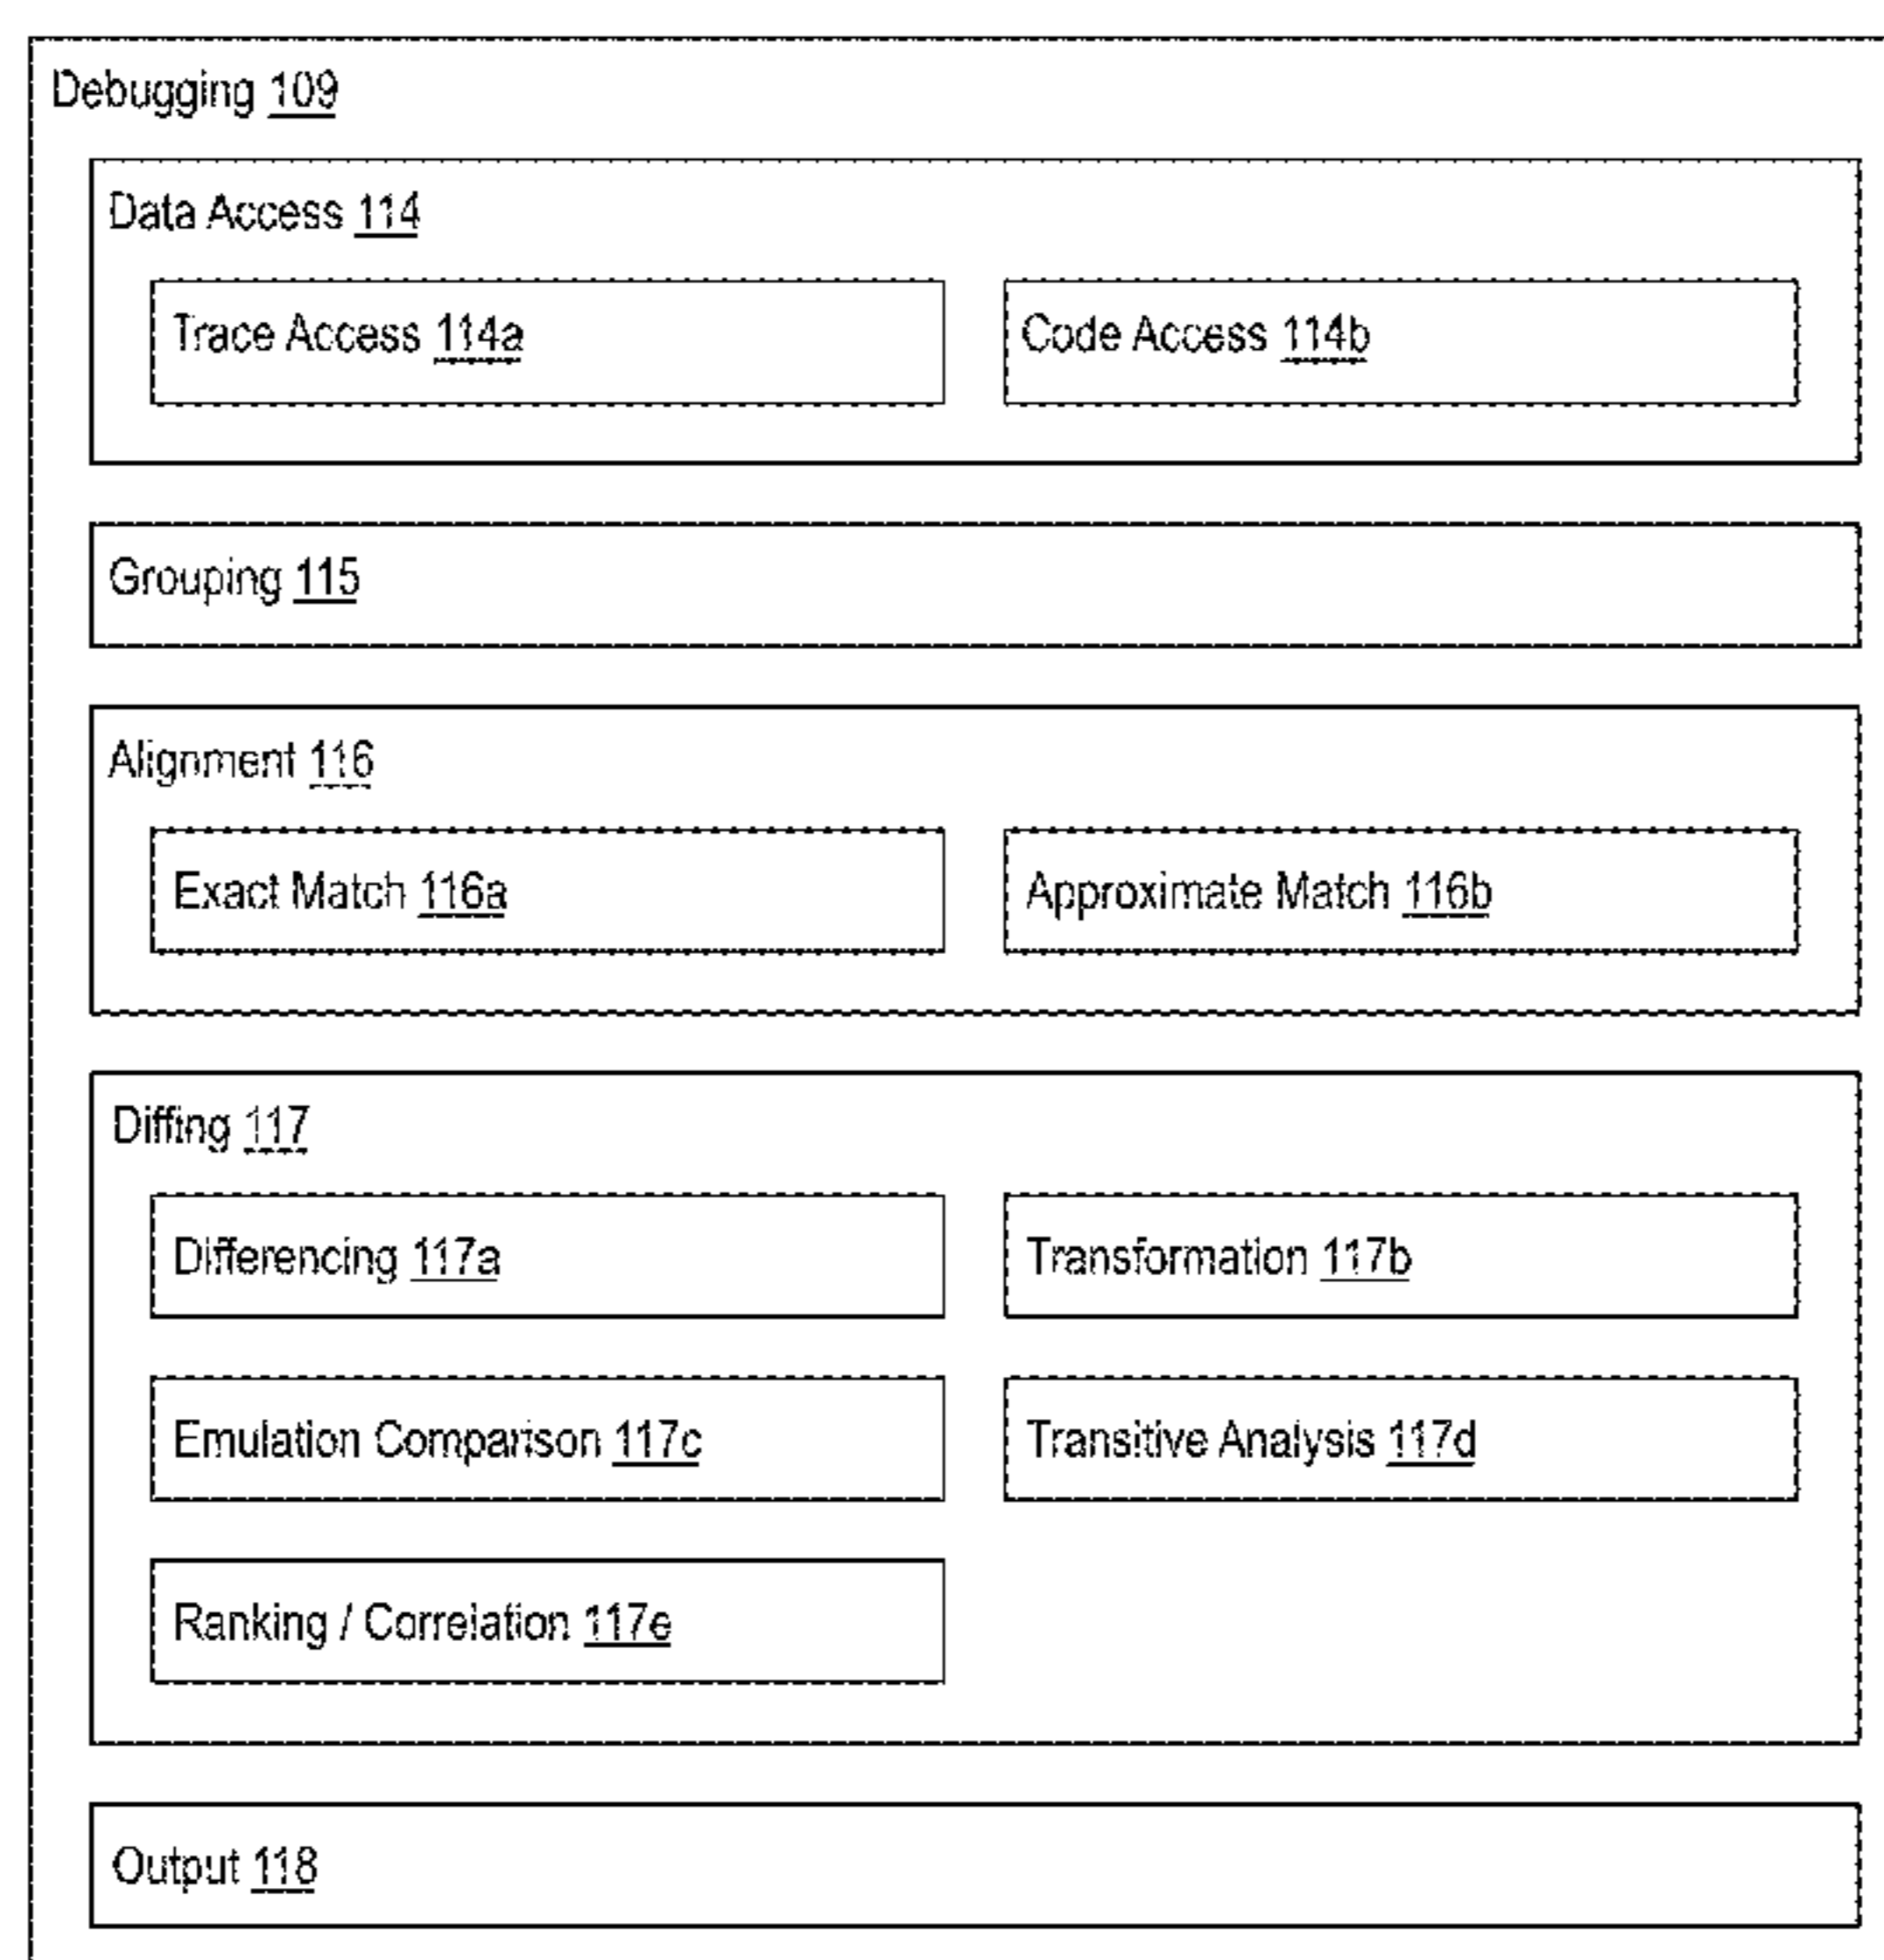 Debugging 109
Data Access 114
Trace Access 114a
Code Access 114b
Grouping 115
Alignment 116
Exact Match 116a
Approximate Match 116b
Diffing 117
Differencing 117a
Transformation 117b
Emulation Comparison 117c
Transitive Analysis 117d
Ranking / Correlation 117e
Output 118